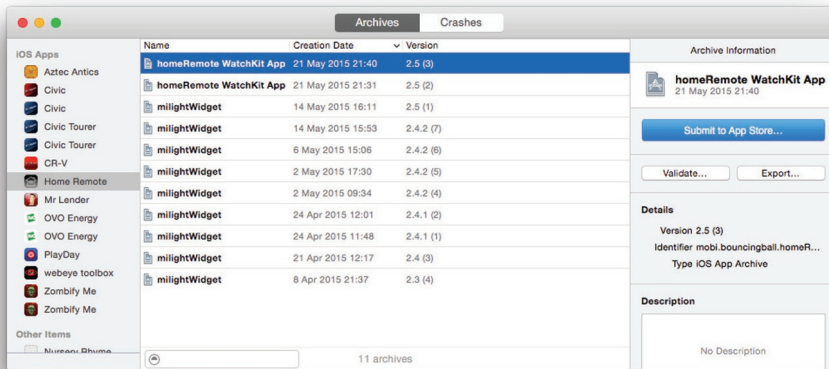 Archives
Crashes
iOS Apps
Aztec Antics
Civic
Civic
Civic Tourer
Civic Tourer
CR-V
Home Remote
Mr Lender
OVO Energy
OVO Energy
PlayDay
webeye toolbox
Zombify Me
Zombify Me
Other Items
Nursery Rhyme
Name Creation Date Version
homeRemote WatchKit App 21 May 2015 21:40 2.5 (3)
homeRemote WatchKit App 21 May 2015 21:31 2.5 (2)
milightWidget 14 May 2015 16:11 2.5 (1)
milightWidget 14 May 2015 15:53 2.4.2 (7)
milightWidget 6 May 2015 15:06 2.4.2 (6)
milightWidget 2 May 2015 17:30 2.4.2 (5)
milightWidget 2 May 2015 09:34 2.4.2 (4)
milightWidget 24 Apr 2015 12:01 2.4.1 (2)
milightWidget 24 Apr 2015 11:48 2.4.1 (1)
milightWidget 21 Apr 2015 12:17 2.4 (3)
milightWidget 8 Apr 2015 21:37 2.3 (4)
11 archives
Archive Information
homeRemote WatchKit App
21 May 2015 21:40
Submit to App Store...
Validate...
Export...
Details
Version 2.5 (3)
Identifier mobi.bouncingball.homeR...
Type iOS App Archive
Description
No Description